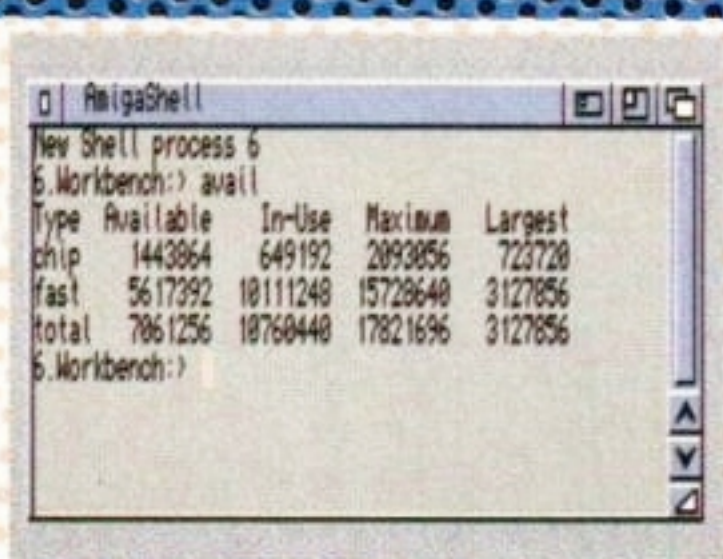 AmigaShell
New Shell process 6
6.Workbench:> avail
Type Available In-Use Maximum Largest
chip 1443864 649192 2093056 723720
fast 5617392 10111248 15728640 3127856
total 7061256 10760440 17821696 3127856
6.Workbench:>